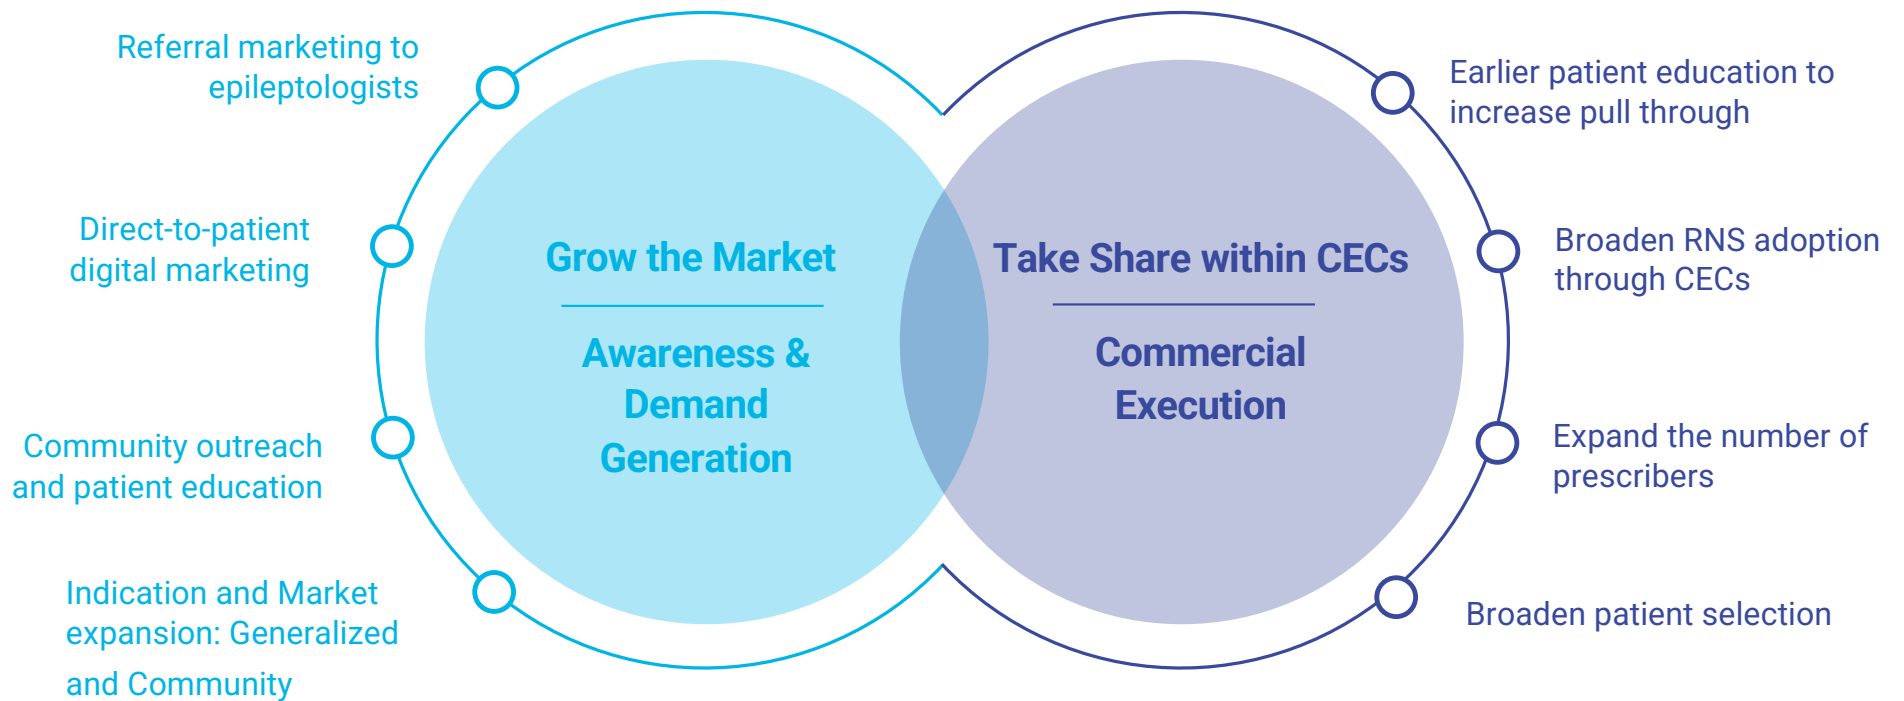 Referral marketing to
epileptologists
Direct-to-patient
digital marketing
Community outreach
and patient education
Indication and Market
expansion: Generalized
and Community
Grow the Market
Awareness &
Demand
Generation
Take Share within CECs
Commercial
Execution
Earlier patient education to
increase pull through
Broaden RNS adoption
through CECs
Expand the number of
prescribers
Broaden patient selection